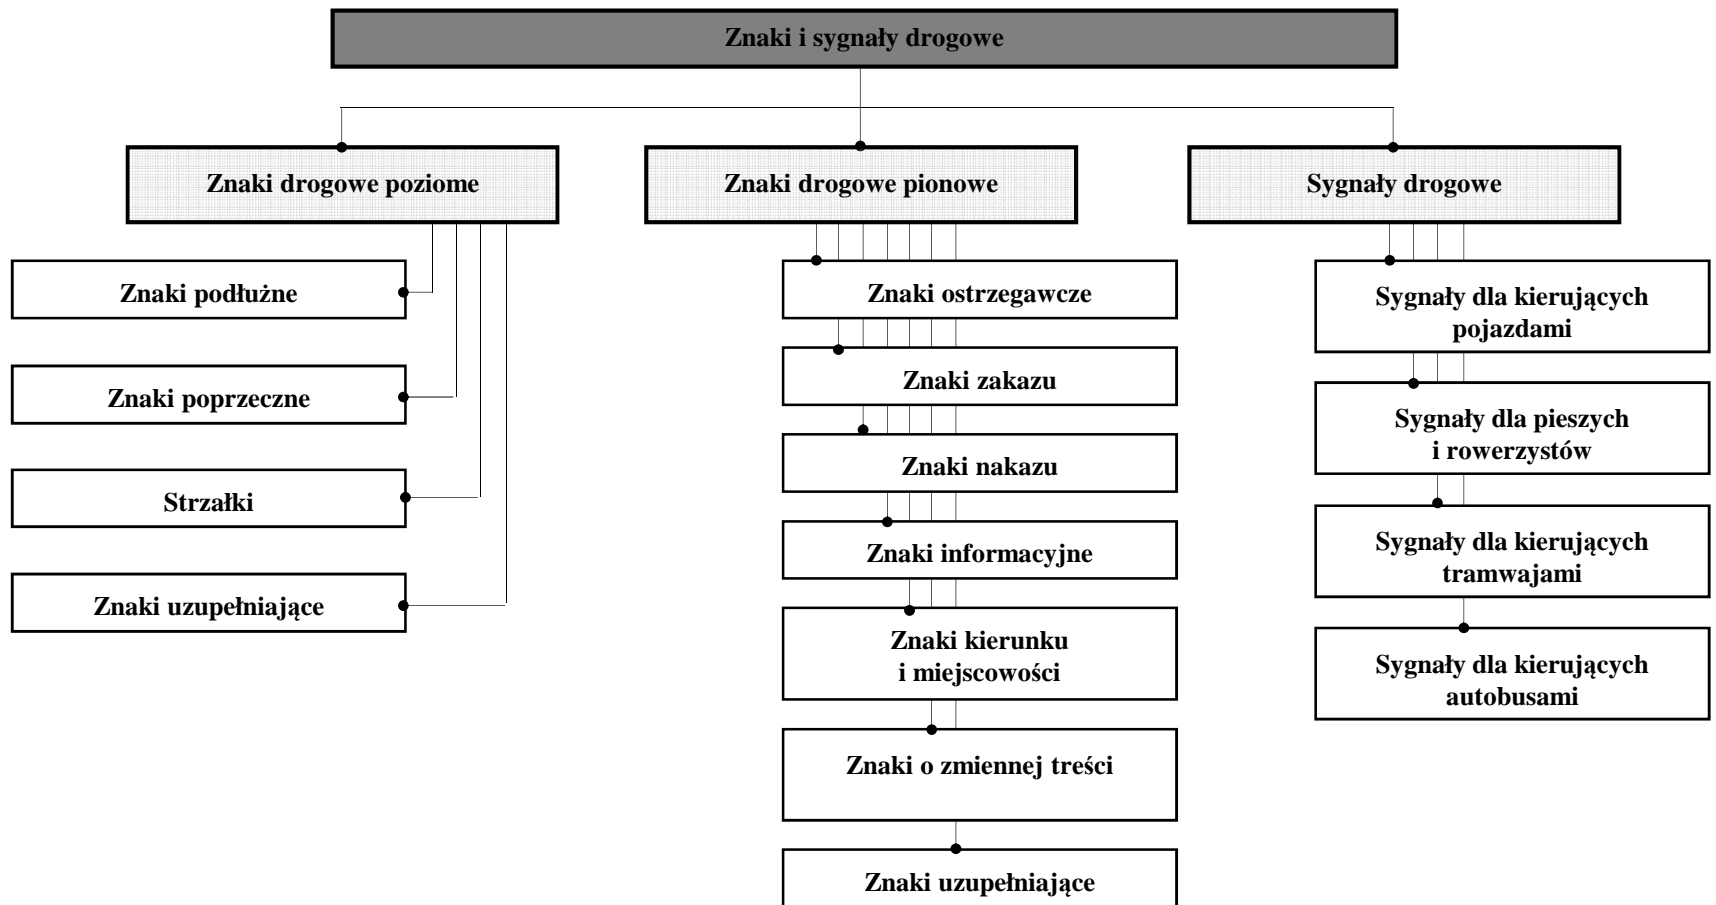 Znaki i sygnały drogowe
Znaki drogowe poziome
Znaki podłużne
Znaki poprzeczne
Strzałki
Znaki uzupełniające
Znaki drogowe pionowe
Znaki ostrzegawcze
Znaki zakazu
Znaki nakazu
Znaki informacyjne
Znaki kierunku
i miejscowości
Znaki o zmiennej treści
Znaki uzupełniające
Sygnały drogowe
Sygnały dla kierujących
pojazdami
Sygnały dla pieszych
i rowerzystów
Sygnały dla kierujących
tramwajami
Sygnały dla kierujących
autobusami